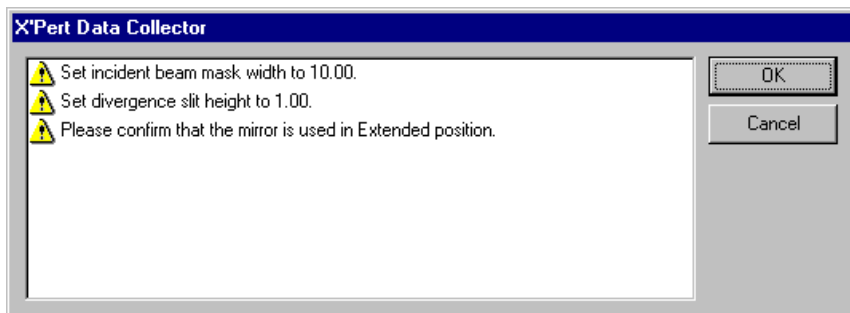 X'Pert Data Collector
Set incident beam mask width to 10.00.
Set divergence slit height to 1.00.
Please confirm that the mirror is used in Extended position.
OK
Cancel